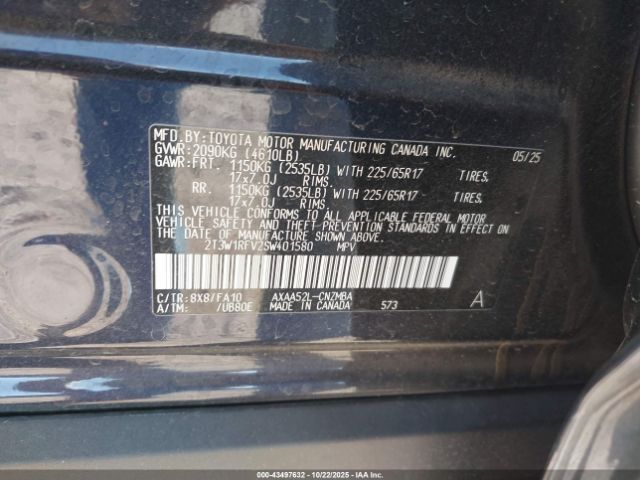 MFD.BY:TOYOTA MOTOR MANUFACTURING CANADA INC. 05/25
GVWR:2090KG (4610LB)
GAWR:FRT. 1150KG (2535LB) WITH 225/65R17 TIRES,
17x7.0J RIMS.
RR. 1150KG (2535LB) WITH 225/65R17 TIRES,
17x7.0J RIMS.
THIS VEHICLE CONFORMS TO ALL APPLICABLE FEDERAL MOTOR
VEHICLE SAFETY AND THEFT PREVENTION STANDARDS IN EFFECT
ON THE DATE OF MANUFACTURE SHOWN ABOVE.
2T3W1RFV2SW401580 MPV
C/TR:8X8/FA10 AXAA52L-CNZMBA
A/TM: /UB80E MADE IN CANADA 573 A
© 43497632 - 10/22/2025 - IAAI.COM